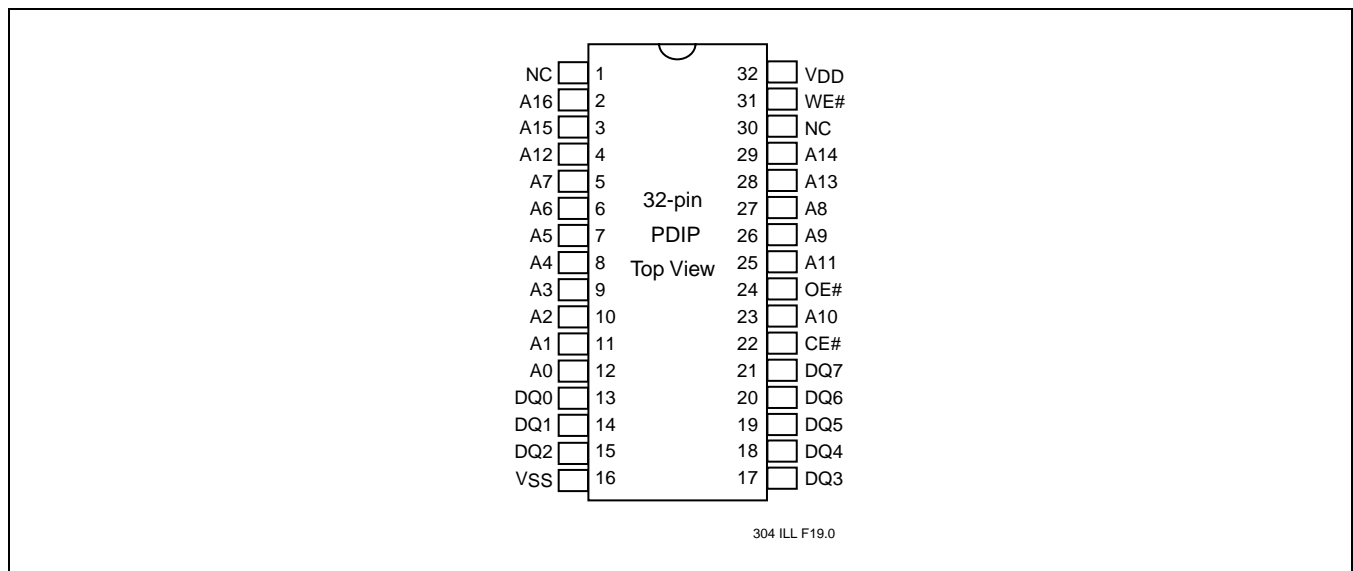 NC 1 32 VDD
A16 2 31 WE#
A15 3 30 NC
A12 4 29 A14
A7 5 28 A13
A6 6 27 A8
A5 7 26 A9
A4 8 25 A11
A3 9 24 OE#
A2 10 23 A10
A1 11 22 CE#
A0 12 21 DQ7
DQ0 13 20 DQ6
DQ1 14 19 DQ5
DQ2 15 18 DQ4
VSS 16 17 DQ3
32-pin
PDIP
Top View
304 ILL F19.0